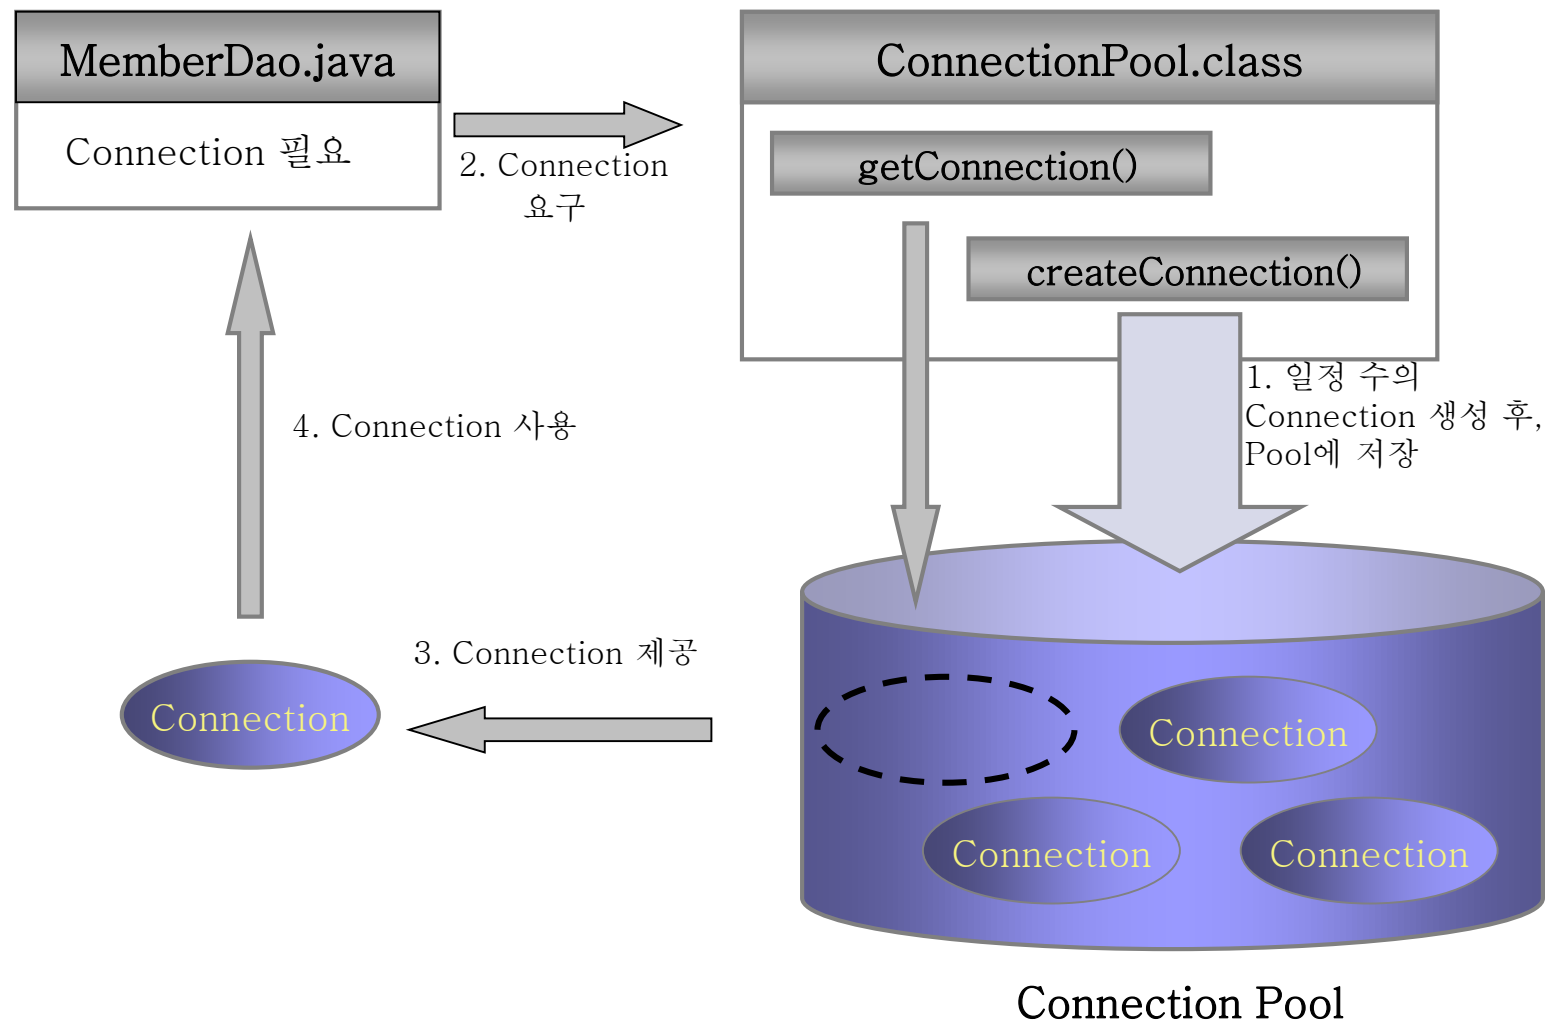 MemberDao.java
Connection 필요
2. Connection
요구
ConnectionPool.class
getConnection()
createConnection()
1. 일정 수의
Connection 생성 후,
Pool에 저장
4. Connection 사용
3. Connection 제공
Connection
Connection
Connection
Connection
Connection Pool